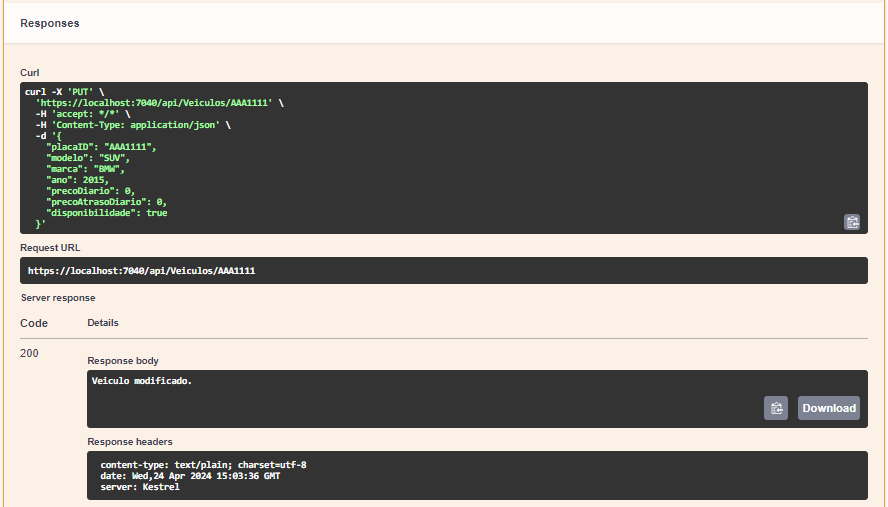 Responses
Curl
curl -X 'PUT' \
'https://localhost:7040/api/Veiculos/AAA1111' \
-H 'accept: */*' \
-H 'Content-Type: application/json' \
-d '{
"placaID": "AAA1111",
"modelo": "SUV",
"marca": "BMW",
"ano": 2015,
"precoDiario": 0,
"precoAtrasoDiario": 0,
"disponibilidade": true
}'
Request URL
https://localhost:7040/api/Veiculos/AAA1111
Server response
Code Details
200
Response body
Veiculo modificado.
Download
Response headers
content-type: text/plain; charset=utf-8
date: Wed,24 Apr 2024 15:03:36 GMT
server: Kestrel